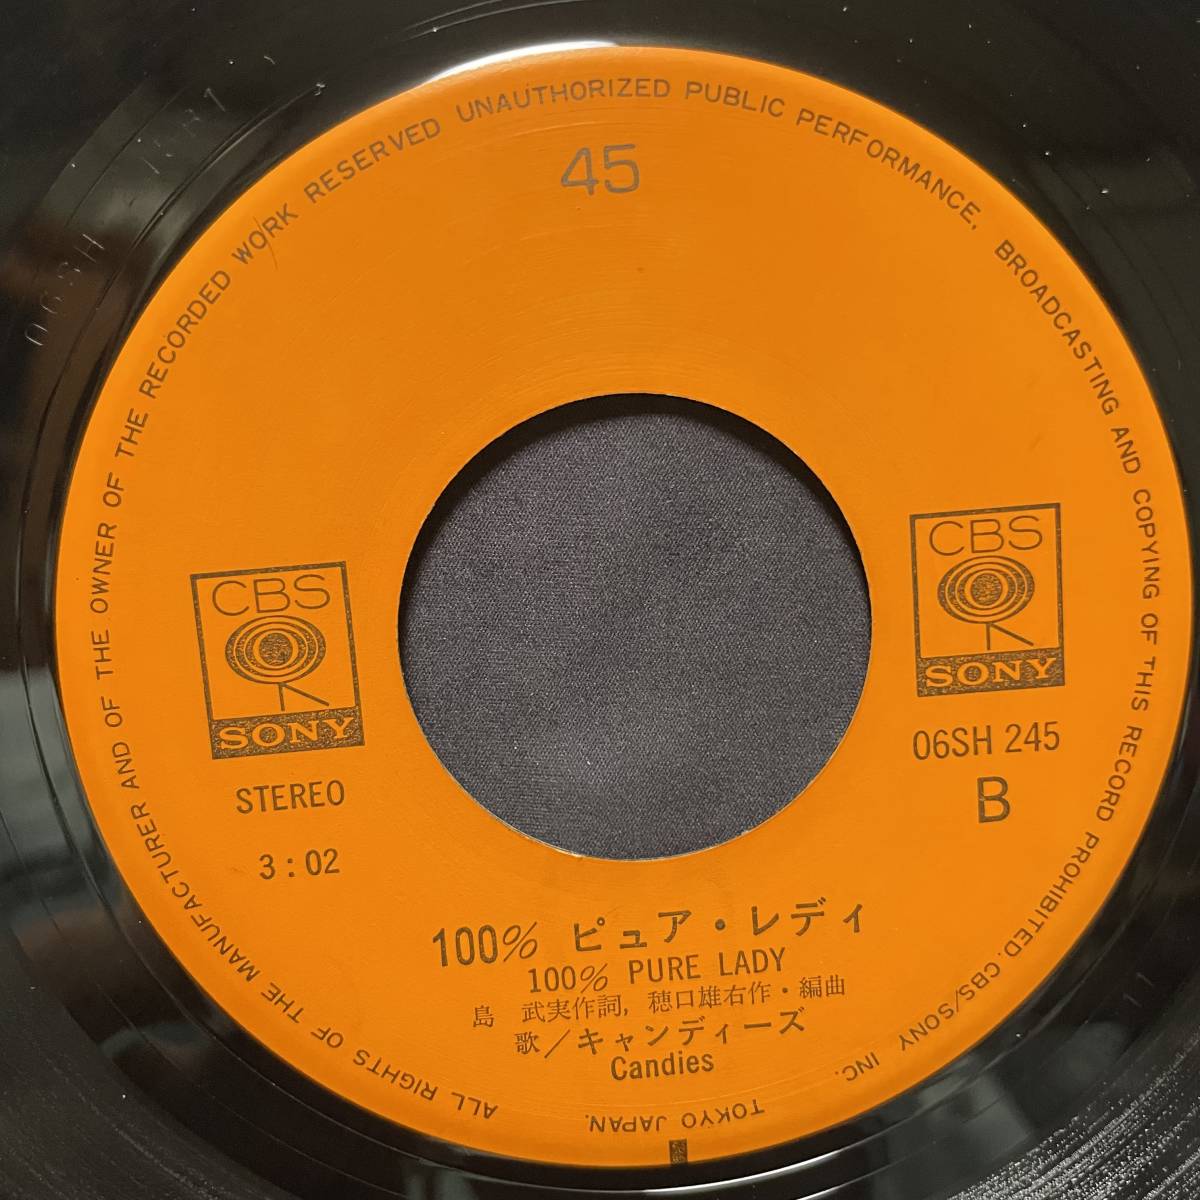 ALL RIGHTS OF THE MANUFACTURER AND OF THE OWNER OF THE RECORDED WORK RESERVED UNAUTHORIZED PUBLIC PERFORMANCE, BROADCASTING AND COPYING OF THIS RECORD PROHIBITED. CBS/SONY INC. TOKYO JAPAN.
45
CBS
SONY
STEREO
3:02
CBS
SONY
06SH 245
B
100% ピュア・レディ
100% PURE LADY
島 武実作詞, 穂口雄右作・編曲
歌/キャンディーズ
Candies
06SH